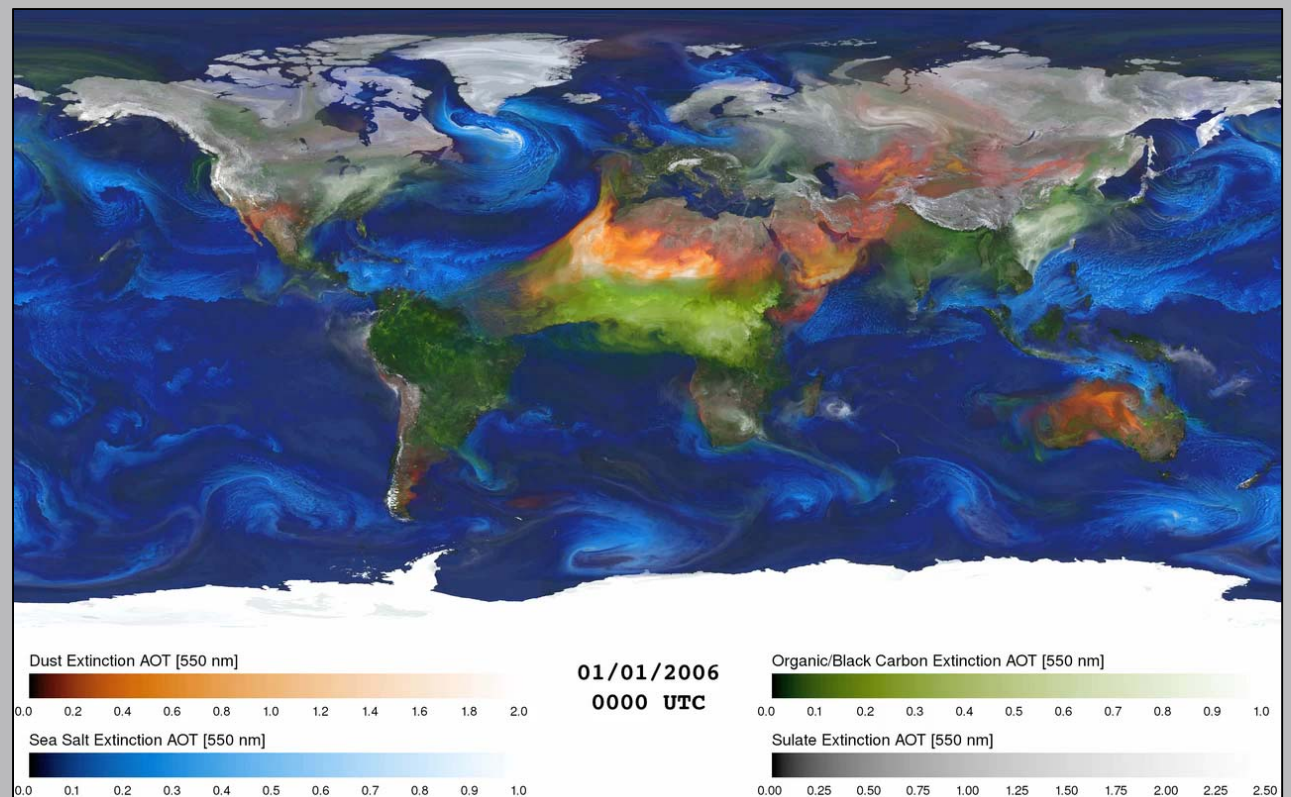 Dust Extinction AOT [550 nm]
0.0 0.2 0.4 0.6 0.8 1.0 1.2 1.4 1.6 1.8 2.0
Sea Salt Extinction AOT [550 nm]
0.0 0.1 0.2 0.3 0.4 0.5 0.6 0.7 0.8 0.9 1.0
01/01/2006
0000 UTC
Organic/Black Carbon Extinction AOT [550 nm]
0.0 0.1 0.2 0.3 0.4 0.5 0.6 0.7 0.8 0.9 1.0
Sulate Extinction AOT [550 nm]
0.00 0.25 0.50 0.75 1.00 1.25 1.50 1.75 2.00 2.25 2.50